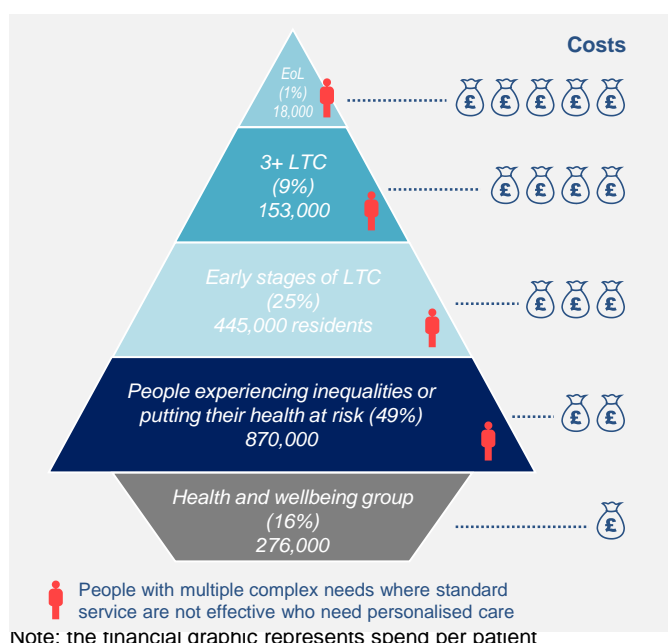 Costs
EoL
(1%)
18,000
£ £ £ £ £
3+ LTC
(9%)
153,000
£ £ £ £
Early stages of LTC
(25%)
445,000 residents
£ £ £
People experiencing inequalities or
putting their health at risk (49%)
870,000
£ £
Health and wellbeing group
(16%)
276,000
£
People with multiple complex needs where standard
service are not effective who need personalised care
Note: the financial graphic represents spend per patient